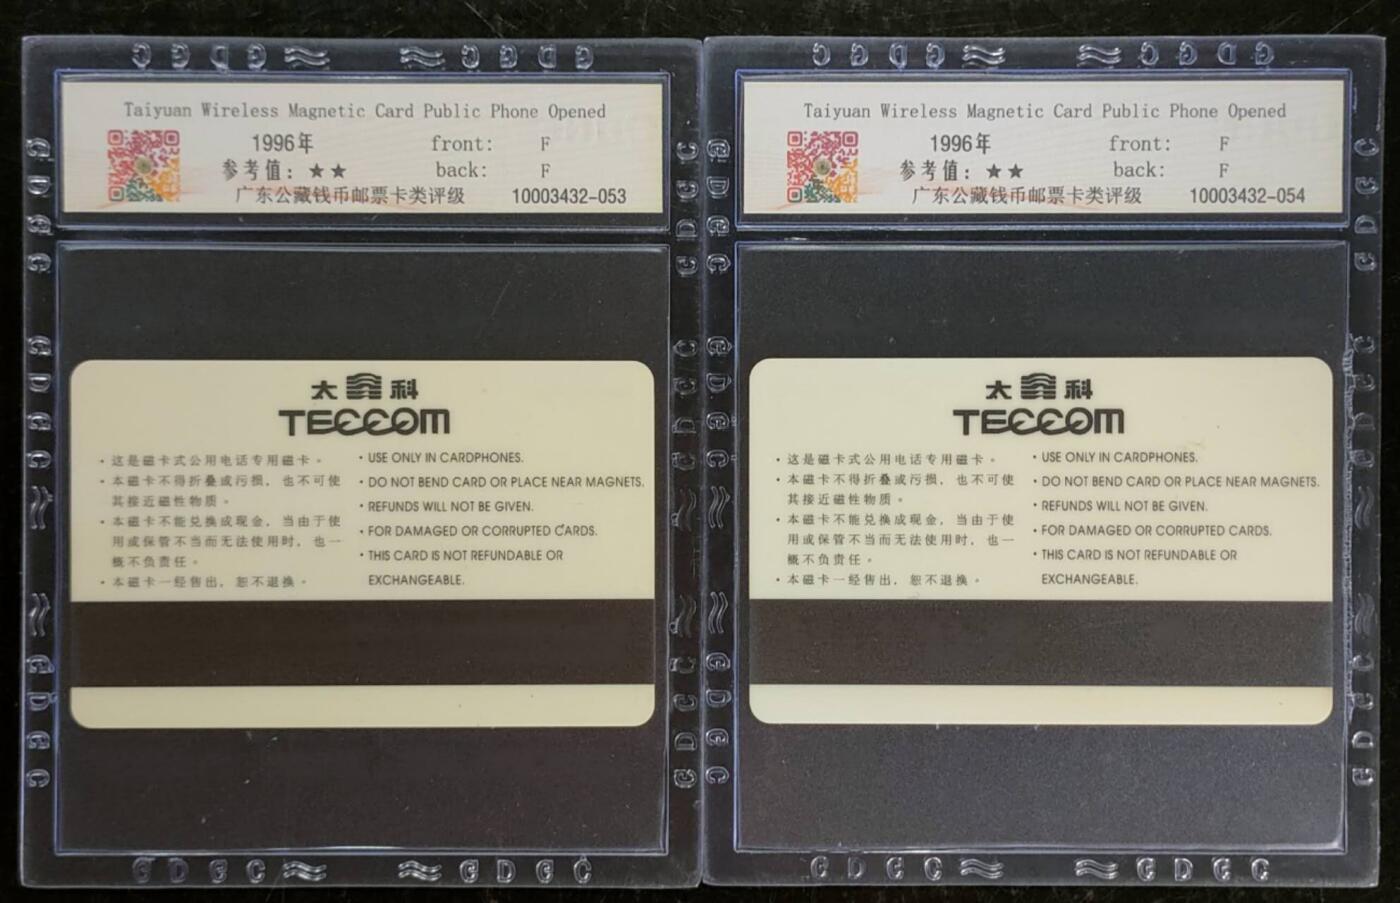 G D G C
C G D G
Taiyuan Wireless Magnetic Card Public Phone Opened
1996年 front: F
参考值：★★ back: F
广东公藏钱币邮票卡类评级 10003432-053
太 科
TECCOM
·这是磁卡式公用电话专用磁卡。
·本磁卡不得折叠或污损，也不可使
其接近磁性物质。
·本磁卡不能兑换成现金，当由于使
用或保管不当而无法使用时，也一
概不负责任。
·本磁卡一经售出，恕不退换。
· USE ONLY IN CARDPHONES.
· DO NOT BEND CARD OR PLACE NEAR MAGNETS.
· REFUNDS WILL NOT BE GIVEN.
· FOR DAMAGED OR CORRUPTED CARDS.
· THIS CARD IS NOT REFUNDABLE OR
EXCHANGEABLE.
G D G C
G D G C
Taiyuan Wireless Magnetic Card Public Phone Opened
1996年 front: F
参考值：★★ back: F
广东公藏钱币邮票卡类评级 10003432-054
太 科
TECCOM
·这是磁卡式公用电话专用磁卡。
·本磁卡不得折叠或污损，也不可使
其接近磁性物质。
·本磁卡不能兑换成现金，当由于使
用或保管不当而无法使用时，也一
概不负责任。
·本磁卡一经售出，恕不退换。
· USE ONLY IN CARDPHONES.
· DO NOT BEND CARD OR PLACE NEAR MAGNETS.
· REFUNDS WILL NOT BE GIVEN.
· FOR DAMAGED OR CORRUPTED CARDS.
· THIS CARD IS NOT REFUNDABLE OR
EXCHANGEABLE.
G D G C
G D G C